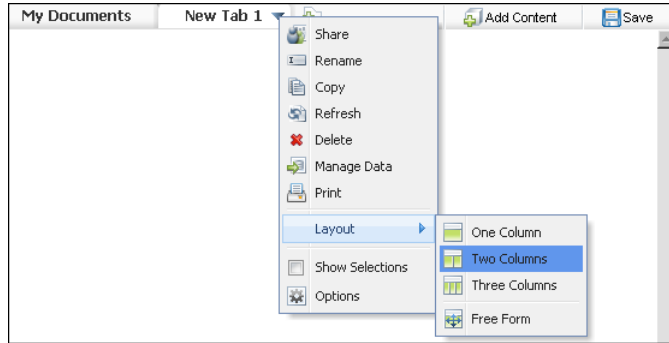 My Documents
New Tab 1
Add Content
Save
Share
Rename
Copy
Refresh
Delete
Manage Data
Print
Layout
Show Selections
Options
One Column
Two Columns
Three Columns
Free Form